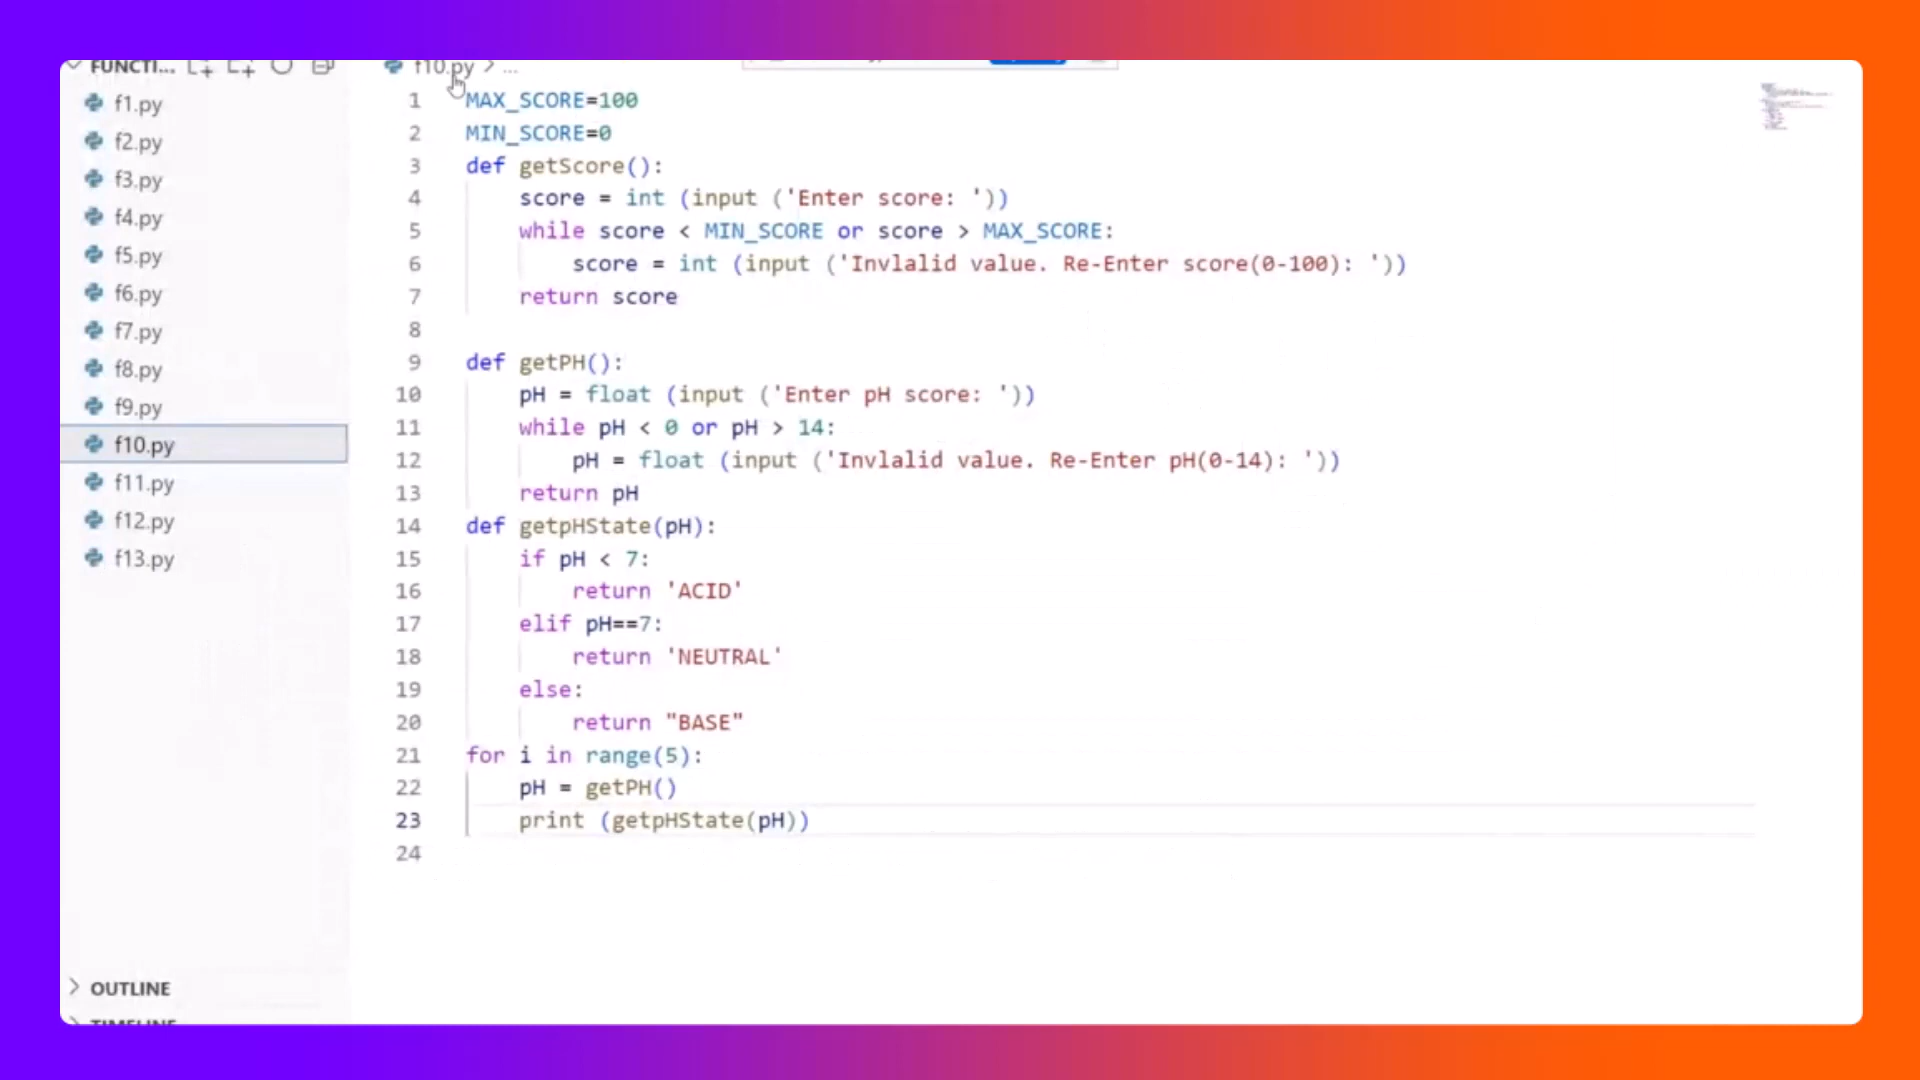 FUNCTI...
f1.py
f2.py
f3.py
f4.py
f5.py
f6.py
f7.py
f8.py
f9.py
f10.py
f11.py
f12.py
f13.py
OUTLINE
TIMELINE
f10.py > ...
1 MAX_SCORE=100
2 MIN_SCORE=0
3 def getScore():
4     score = int (input ('Enter score: '))
5     while score < MIN_SCORE or score > MAX_SCORE:
6         score = int (input ('Invlalid value. Re-Enter score(0-100): '))
7     return score
8
9 def getPH():
10     pH = float (input ('Enter pH score: '))
11     while pH < 0 or pH > 14:
12         pH = float (input ('Invlalid value. Re-Enter pH(0-14): '))
13     return pH
14 def getpHState(pH):
15     if pH < 7:
16         return 'ACID'
17     elif pH==7:
18         return 'NEUTRAL'
19     else:
20         return "BASE"
21 for i in range(5):
22     pH = getPH()
23     print (getpHState(pH))
24